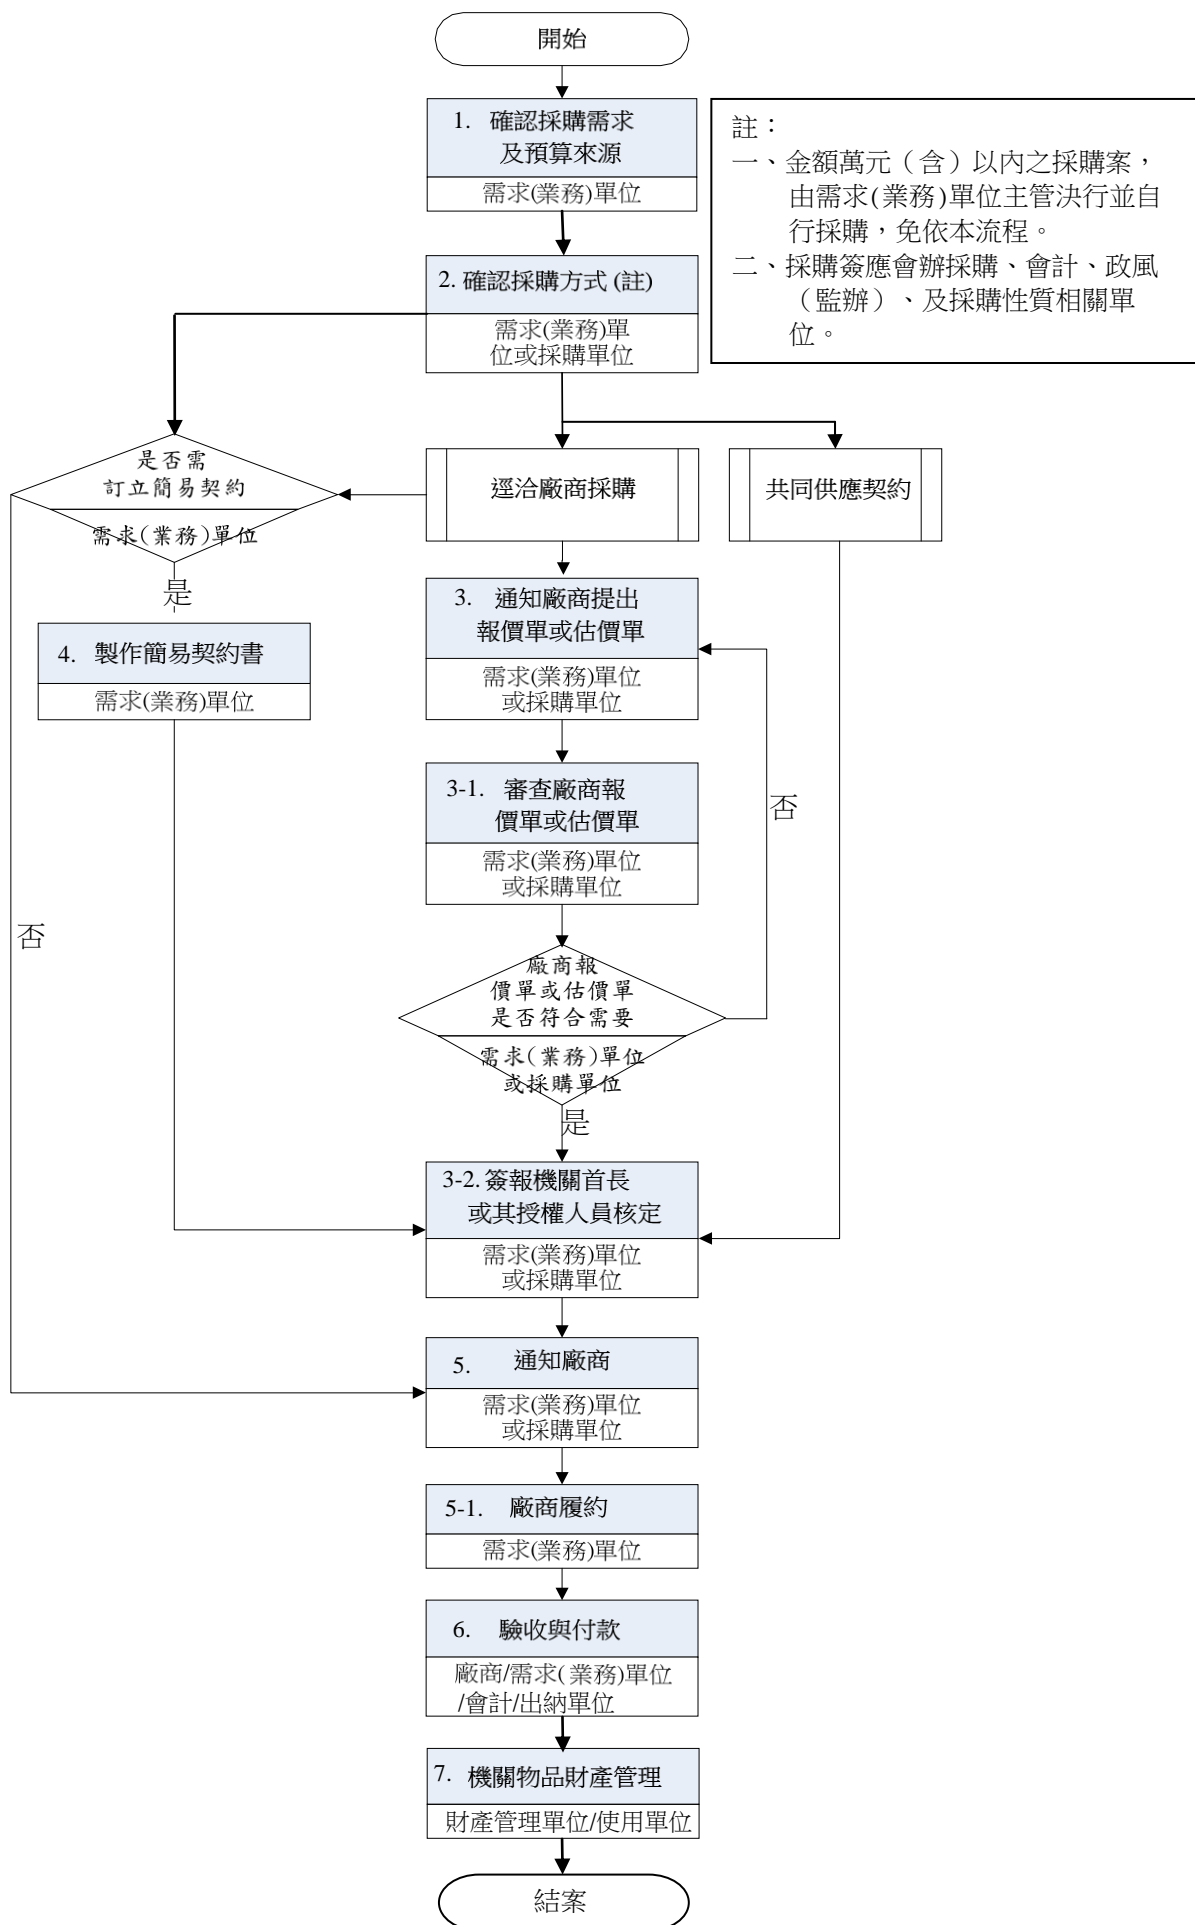 開始
1. 確認採購需求
及預算來源
需求(業務)單位
註：
一、金額萬元（含）以內之採購案，
由需求(業務)單位主管決行並自
行採購，免依本流程。
二、採購簽應會辦採購、會計、政風
（監辦）、及採購性質相關單
位。
2. 確認採購方式 (註)
需求(業務)單
位或採購單位
是否需
訂立簡易契約
需求(業務)單位
逕洽廠商採購
共同供應契約
是
4. 製作簡易契約書
需求(業務)單位
3. 通知廠商提出
報價單或估價單
需求(業務)單位
或採購單位
3-1. 審查廠商報
價單或估價單
需求(業務)單位
或採購單位
否
否
廠商報
價單或估價單
是否符合需要
需求(業務)單位
或採購單位
是
3-2. 簽報機關首長
或其授權人員核定
需求(業務)單位
或採購單位
5. 通知廠商
需求(業務)單位
或採購單位
5-1. 廠商履約
需求(業務)單位
6. 驗收與付款
廠商/需求(業務)單位
/會計/出納單位
7. 機關物品財產管理
財產管理單位/使用單位
結案